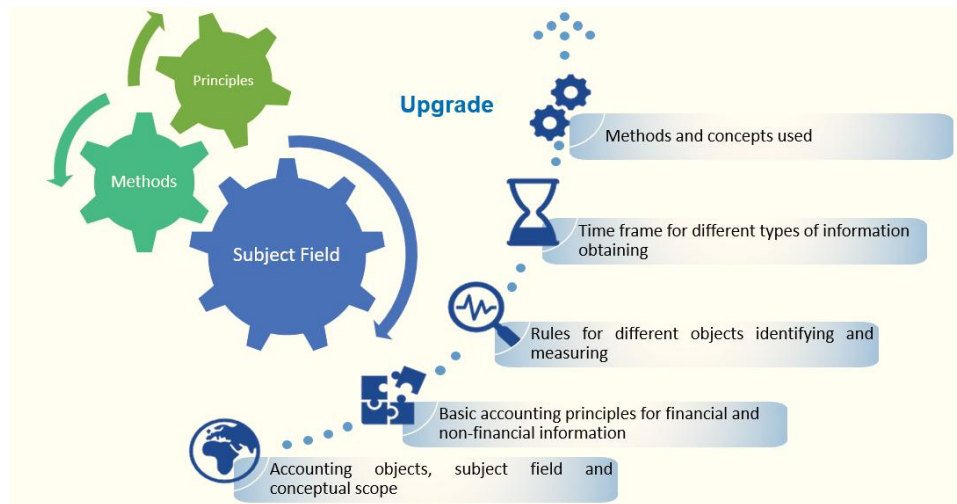 Principles
Methods
Subject Field
Upgrade
Methods and concepts used
Time frame for different types of information
obtaining
Rules for different objects identifying and
measuring
Basic accounting principles for financial and
non-financial information
Accounting objects, subject field and
conceptual scope